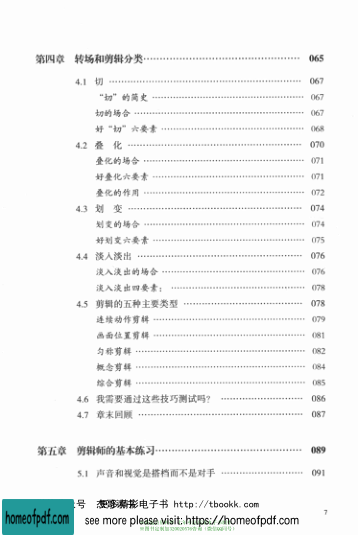 第四章 转场和剪辑分类 065
4.1 切 067
“切”的简史 067
切的场合 067
好“切”六要素 068
4.2 叠 化 070
叠化的场合 071
好叠化六要素 071
叠化的作用 072
4.3 划 变 074
划变的场合 074
好划变六要素 075
4.4 淡入淡出 076
淡入淡出的场合 076
淡入淡出四要素： 078
4.5 剪辑的五种主要类型 078
连续动作剪辑 079
画面位置剪辑 081
匀称剪辑 082
概念剪辑 084
综合剪辑 085
4.6 我需要通过这些技巧测试吗? 086
4.7 章末回顾 087
第五章 剪辑师的基本练习 089
5.1 声音和视觉是搭档而不是对手 091
号 影电子书 http://tbookk.com
7
homeofpdf.com see more please visit: https://homeofpdf.com